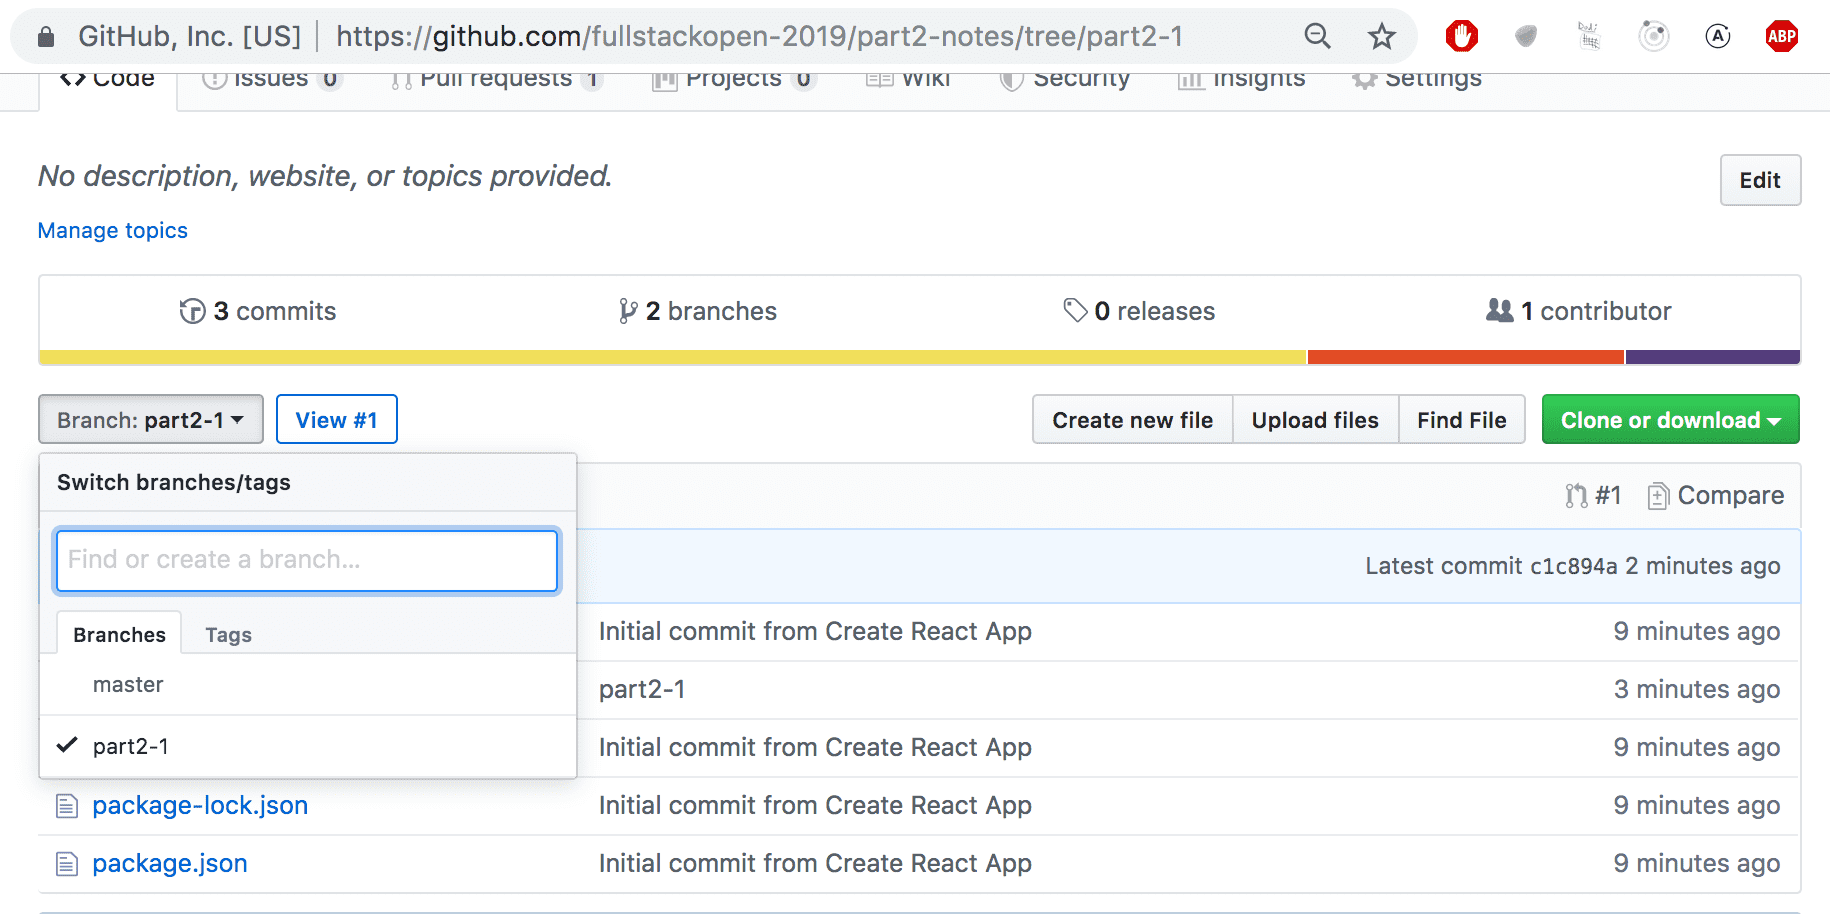 GitHub, Inc. [US] https://github.com/fullstackopen-2019/part2-notes/tree/part2-1
ABP
Code Issues 0 Pull requests 1 Projects 0 Wiki Security Insights Settings
No description, website, or topics provided.
Edit
Manage topics
3 commits 2 branches 0 releases 1 contributor
Branch: part2-1 View #1 Create new file Upload files Find File Clone or download
Switch branches/tags
#1 Compare
Find or create a branch...
Latest commit c1c894a 2 minutes ago
Branches Tags
Initial commit from Create React App 9 minutes ago
master
part2-1 3 minutes ago
part2-1
Initial commit from Create React App 9 minutes ago
package-lock.json Initial commit from Create React App 9 minutes ago
package.json Initial commit from Create React App 9 minutes ago